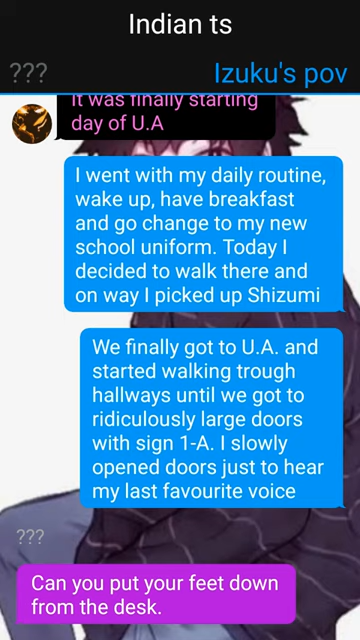 Indian ts
??? Izuku's pov
It was finally starting
day of U.A
I went with my daily routine,
wake up, have breakfast
and go change to my new
school uniform. Today I
decided to walk there and
on way I picked up Shizumi
We finally got to U.A. and
started walking trough
hallways until we got to
ridiculously large doors
with sign 1-A. I slowly
opened doors just to hear
my last favourite voice
???
Can you put your feet down
from the desk.